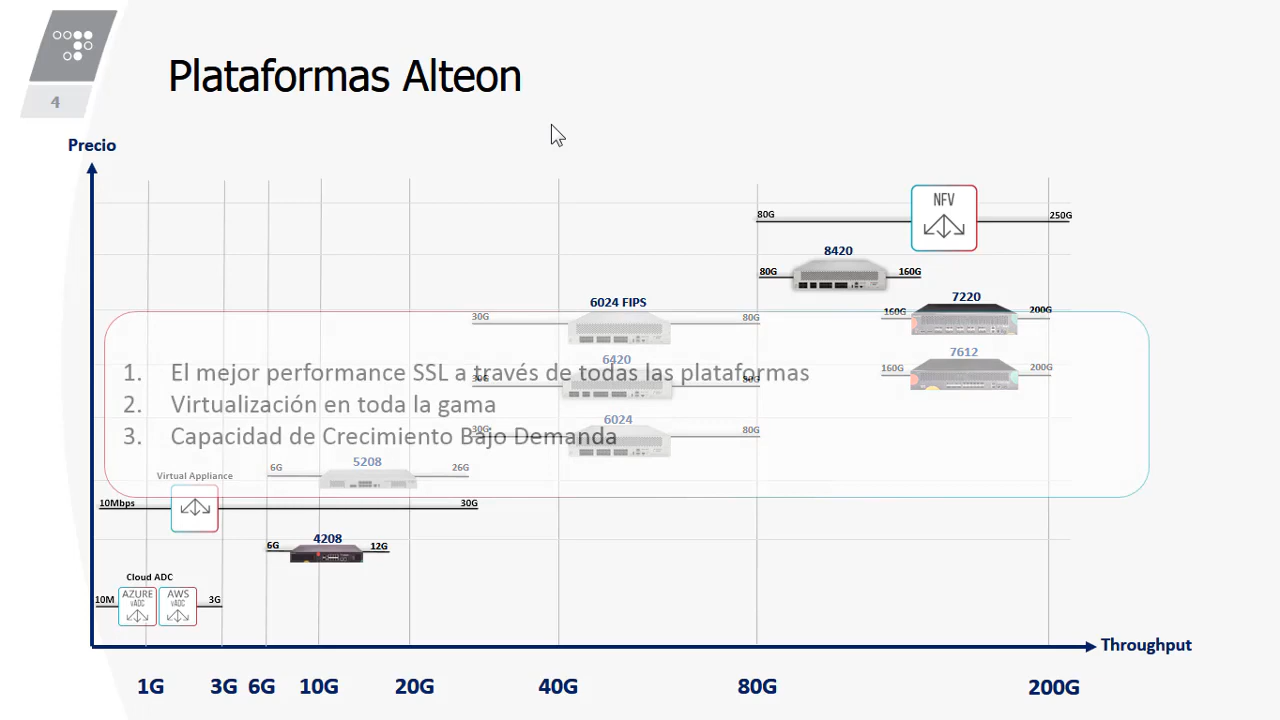 4
Plataformas Alteon
Precio
NFV
80G
250G
8420
80G
160G
7220
160G
200G
6024 FIPS
30G
80G
7612
160G
200G
6420
30G
80G
1. El mejor performance SSL a través de todas las plataformas
2. Virtualización en toda la gama
6024
30G
80G
3. Capacidad de Crecimiento Bajo Demanda
5208
6G
26G
Virtual Appliance
10Mbps
30G
4208
6G
12G
Cloud ADC
AZURE
vADC
AWS
vADC
10M
3G
Throughput
1G 3G 6G 10G 20G 40G 80G 200G